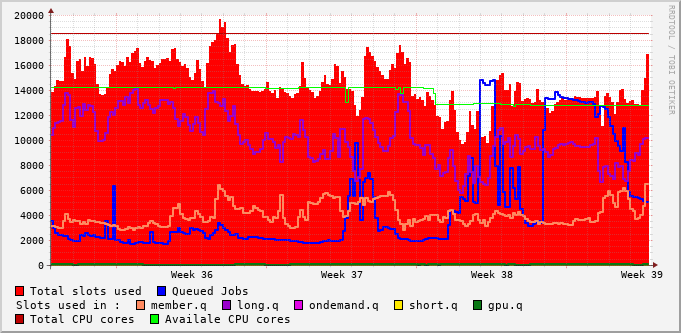 RRDTOOL / TOBI OETIKER
20000
18000
16000
14000
12000
10000
8000
6000
4000
2000
0
Week 36 Week 37 Week 38 Week 39
Total slots used Queued Jobs
Slots used in : member.q long.q ondemand.q short.q gpu.q
Total CPU cores Availale CPU cores